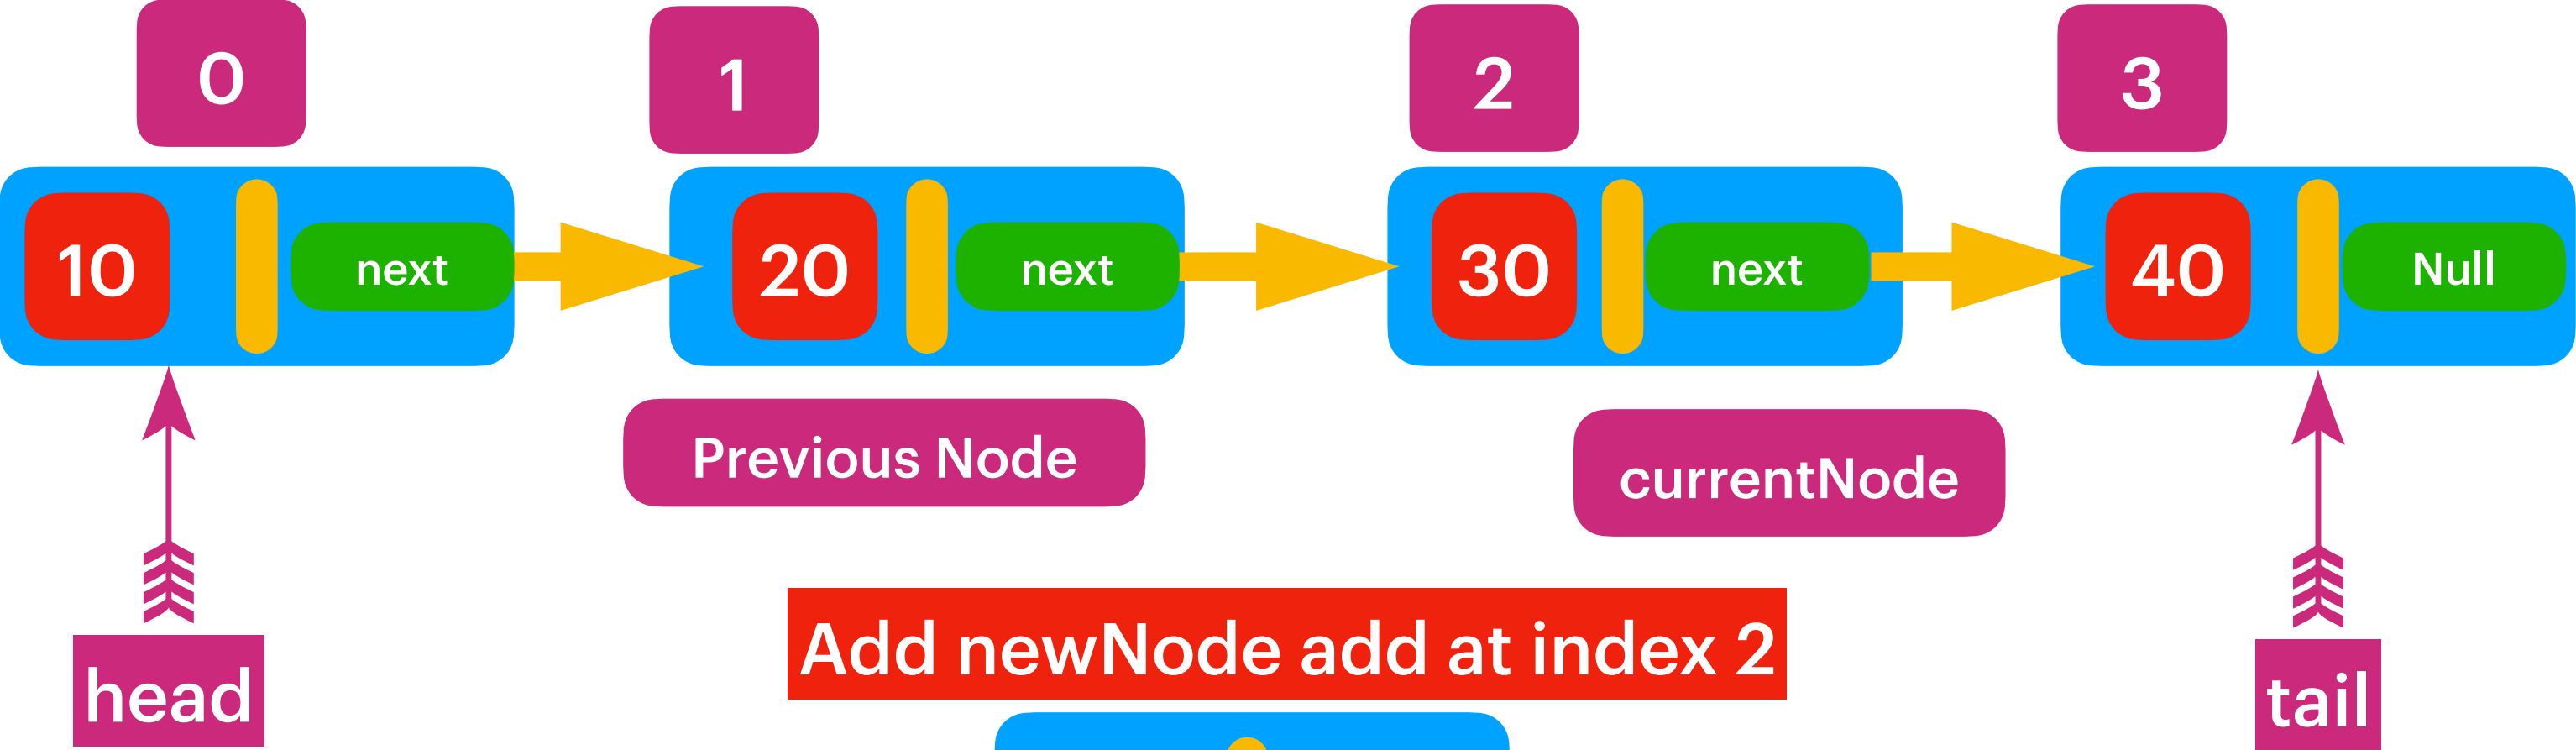 0
1
2
3
10
next
20
next
30
next
40
Null
Previous Node
currentNode
Add newNode add at index 2
head
tail